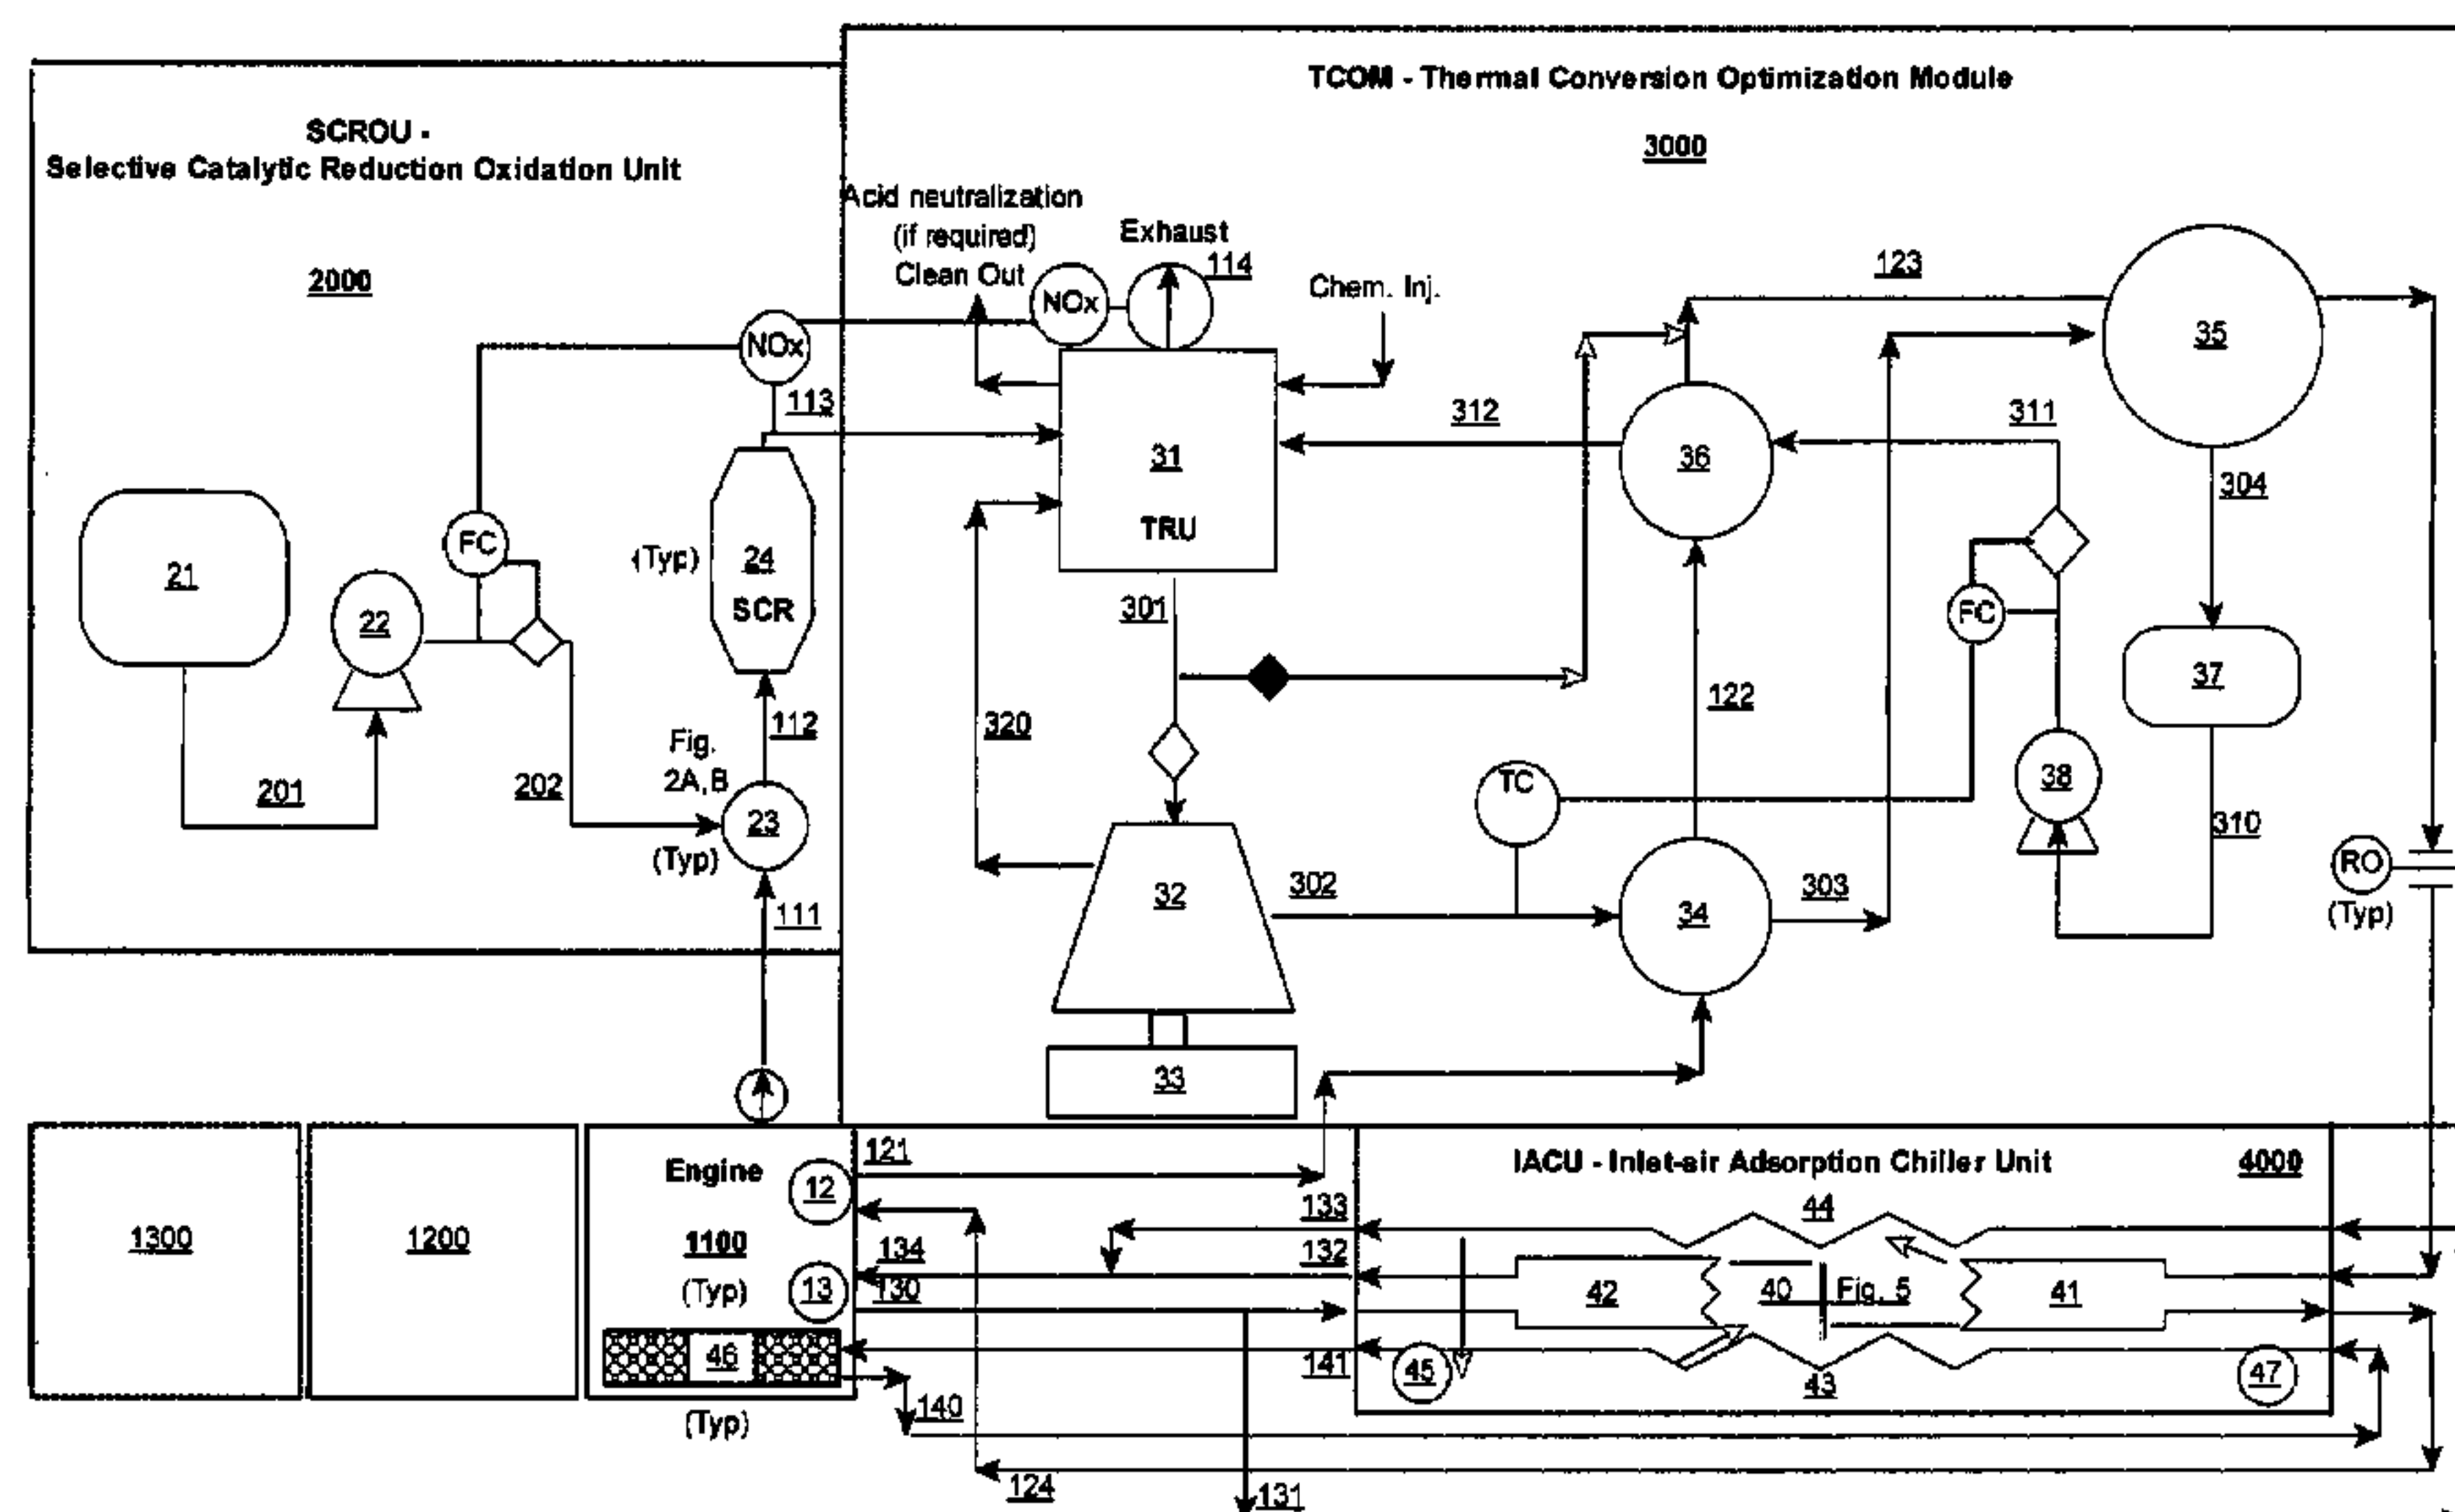 TCOM - Thermal Conversion Optimization Module
3000
SCROU -
Selective Catalytic Reduction Oxidation Unit
2000
Acid neutralization
(if required)
Clean Out
Exhaust
114
NOx
Chem. Inj.
123
35
NOx
113
312
311
31
TRU
36
304
FC
21
22
(Typ)
24
SCR
301
FC
37
122
112
320
Fig.
2A,B
201
202
23
(Typ)
TC
38
310
RO
(Typ)
111
32
302
34
303
33
1300
1200
Engine
12
1100
(Typ)
13
46
(Typ)
121
134
130
140
124
131
133
132
141
IACU - Inlet-air Adsorption Chiller Unit
4000
44
42
40
Fig. 5
41
45
43
47